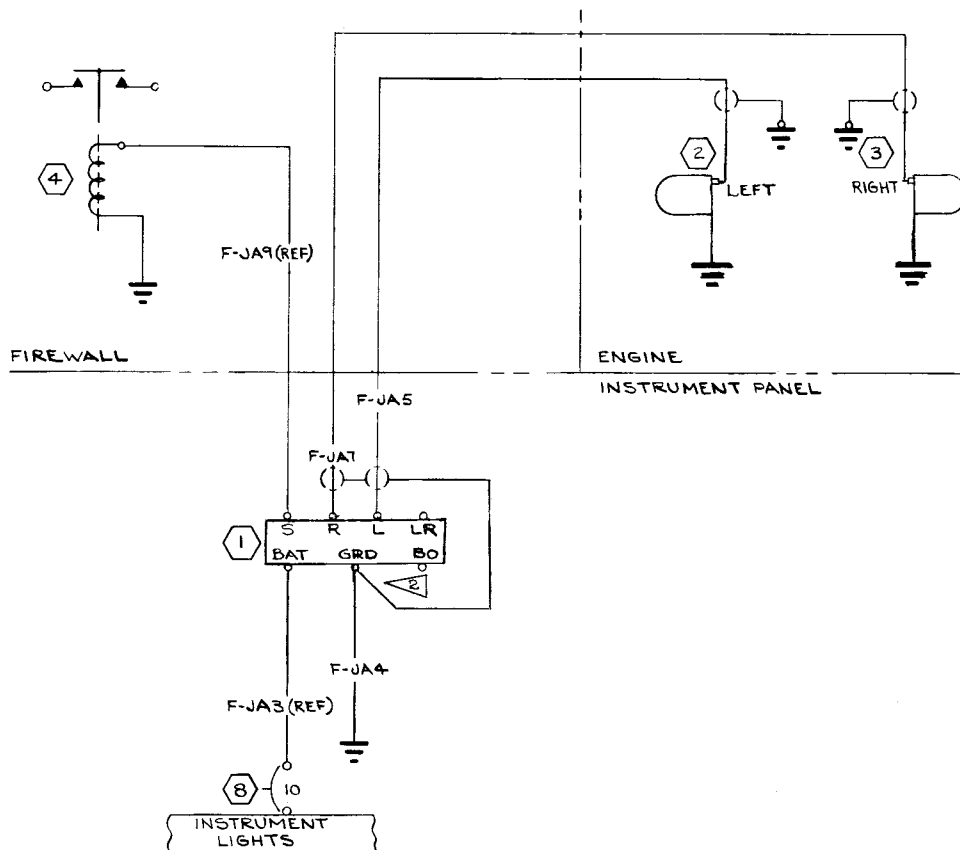 2
3
4
LEFT
RIGHT
F-JA9(REF)
FIREWALL
ENGINE
INSTRUMENT PANEL
F-JA5
F-JA7
S R L LR
1
BAT GRD BO
2
F-JA4
F-JA3(REF)
8
10
INSTRUMENT
LIGHTS